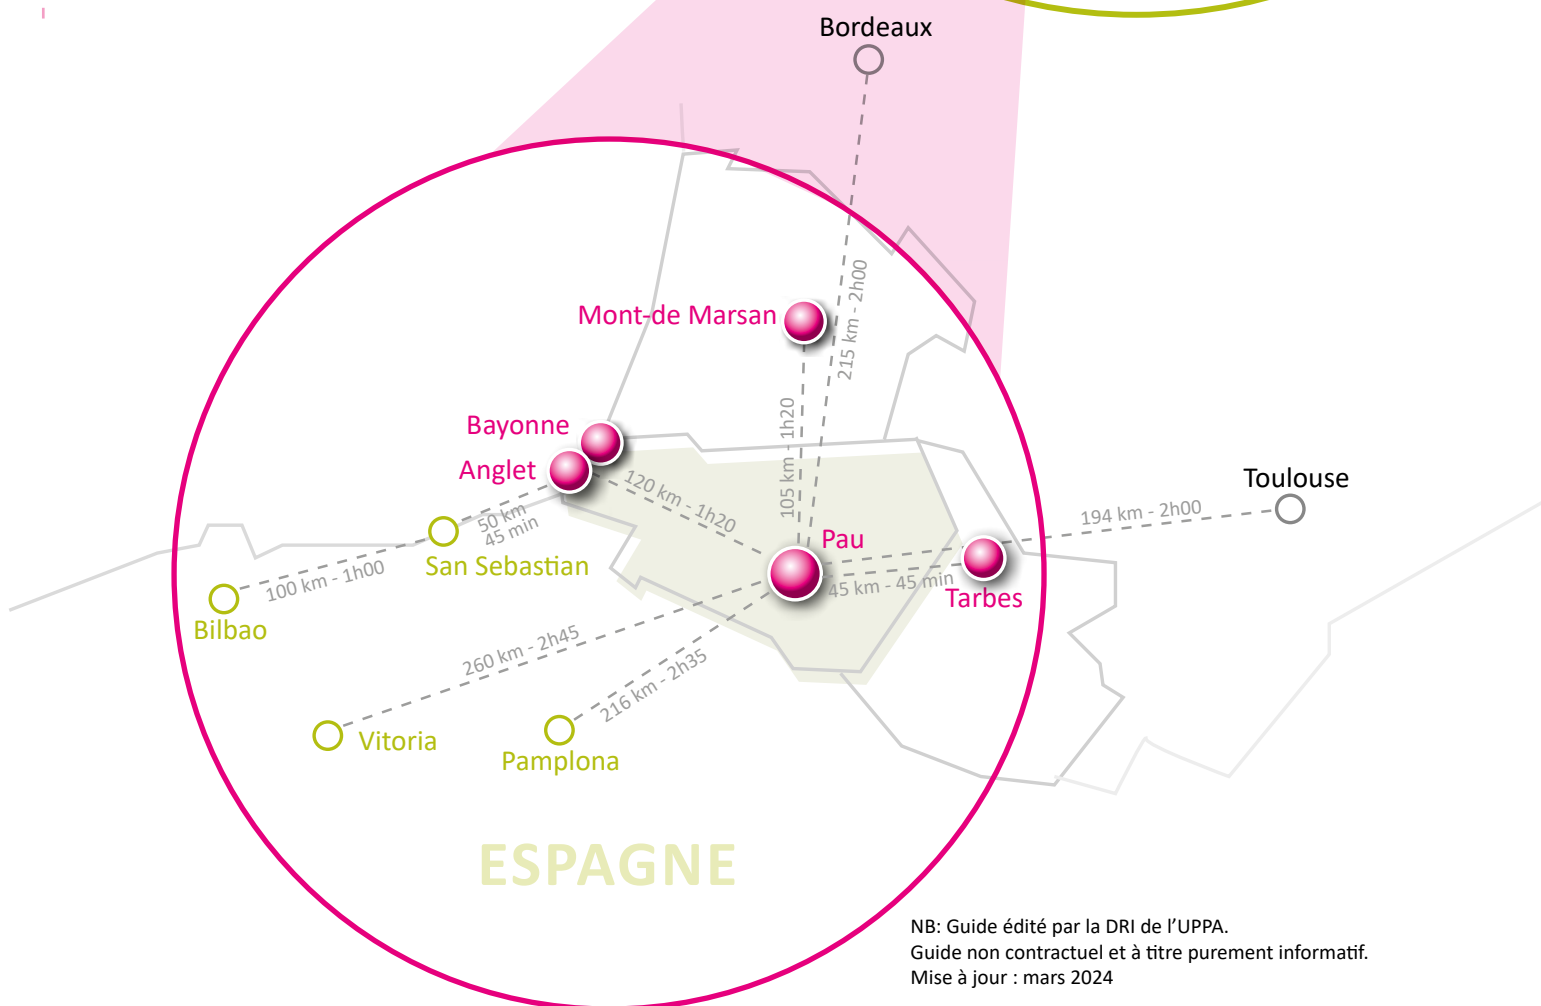 Bordeaux
215 km - 2h00
Mont-de Marsan
105 km - 1h20
Bayonne
Anglet
120 km - 1h20
Toulouse
194 km - 2h00
50 km
45 min
Pau
San Sebastian
45 km - 45 min
Tarbes
100 km - 1h00
Bilbao
260 km - 2h45
216 km - 2h35
Vitoria
Pamplona
ESPAGNE
NB: Guide édité par la DRI de l’UPPA.
Guide non contractuel et à titre purement informatif.
Mise à jour : mars 2024